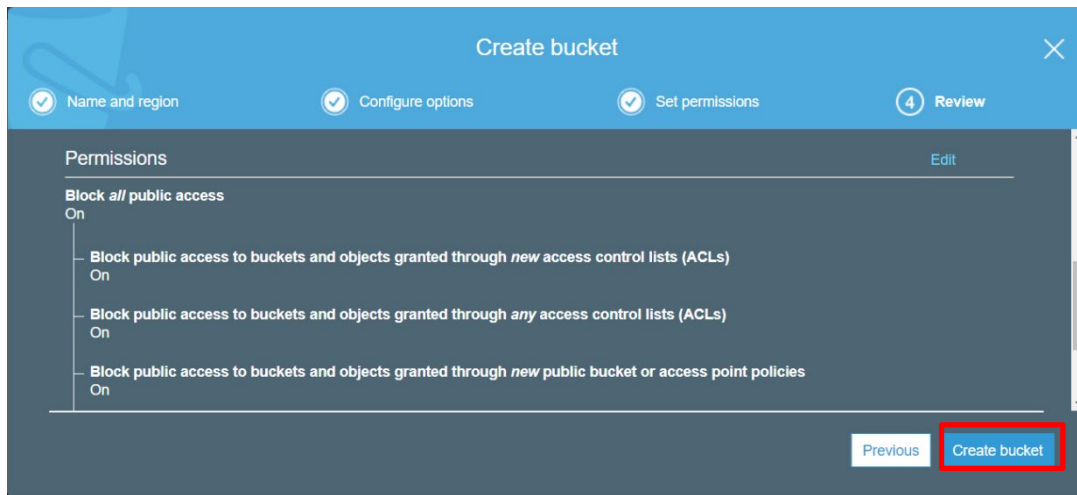 Create bucket
Name and region
Configure options
Set permissions
4 Review
Permissions
Edit
Block all public access
On
Block public access to buckets and objects granted through new access control lists (ACLs)
On
Block public access to buckets and objects granted through any access control lists (ACLs)
On
Block public access to buckets and objects granted through new public bucket or access point policies
On
Previous
Create bucket